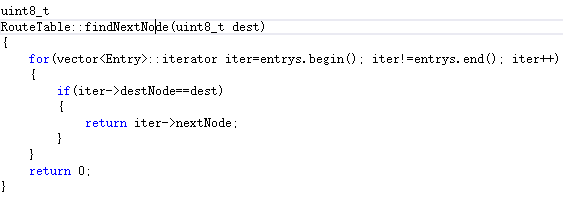 uint8_t
RouteTable::findNextNode(uint8_t dest)
{
    for(vector<Entry>::iterator iter=entrys.begin(); iter!=entrys.end(); iter++)
    {
        if(iter->destNode==dest)
        {
            return iter->nextNode;
        }
    }
    return 0;
}